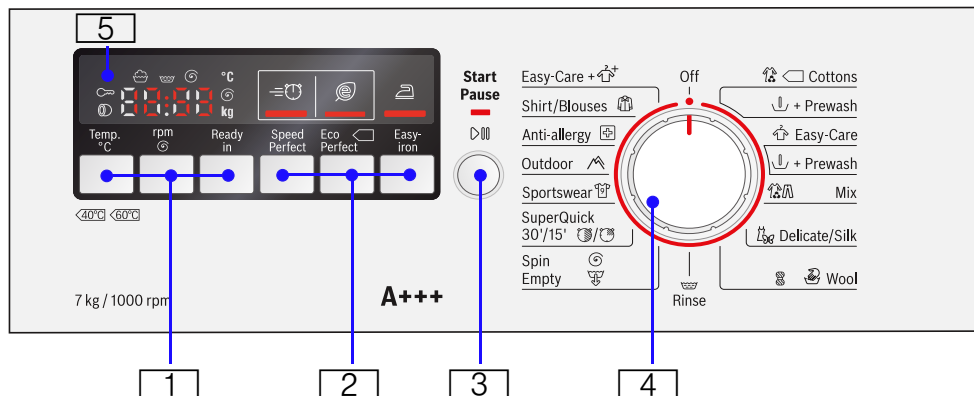 5
°C
88:88
kg
Temp.
°C
rpm
Ready
in
Speed
Perfect
Eco
Perfect
Easy-
iron
40°C 60°C
7 kg / 1000 rpm
A+++
Start
Pause
Easy-Care +
Shirt/Blouses
Anti-allergy
Outdoor
Sportswear
SuperQuick
30'/15'
Spin
Empty
Off
Rinse
Cottons
+ Prewash
Easy-Care
+ Prewash
Mix
Delicate/Silk
Wool
1
2
3
4